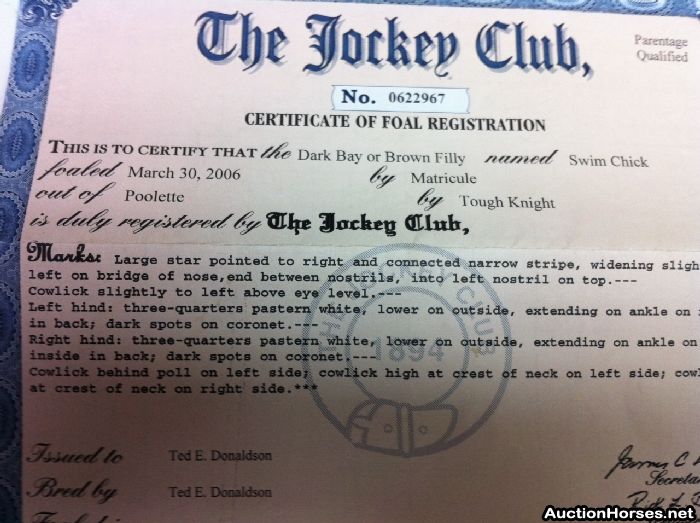 The Jockey Club,
Parentage
Qualified
No. 0622967
CERTIFICATE OF FOAL REGISTRATION
THIS IS TO CERTIFY THAT the Dark Bay or Brown Filly named Swim Chick
foaled March 30, 2006 by Matricule
out of Poolette by Tough Knight
is duly registered by The Jockey Club,
Marks: Large star pointed to right and connected narrow stripe, widening
left on bridge of nose,end between nostrils, into left nostril on top.---
Cowlick slightly to left above eye level.---
Left hind: three-quarters pastern white, lower on outside, extending on ankle on
in back; dark spots on coronet.---
Right hind: three-quarters pastern white, lower on outside, extending on ankle on
inside in back; dark spots on coronet.---
Cowlick behind poll on left side; cowlick high at crest of neck on left side;
at crest of neck on right side.***
THE JOCKEY CLUB
1894
Issued to Ted E. Donaldson
Bred by Ted E. Donaldson
AuctionHorses.net